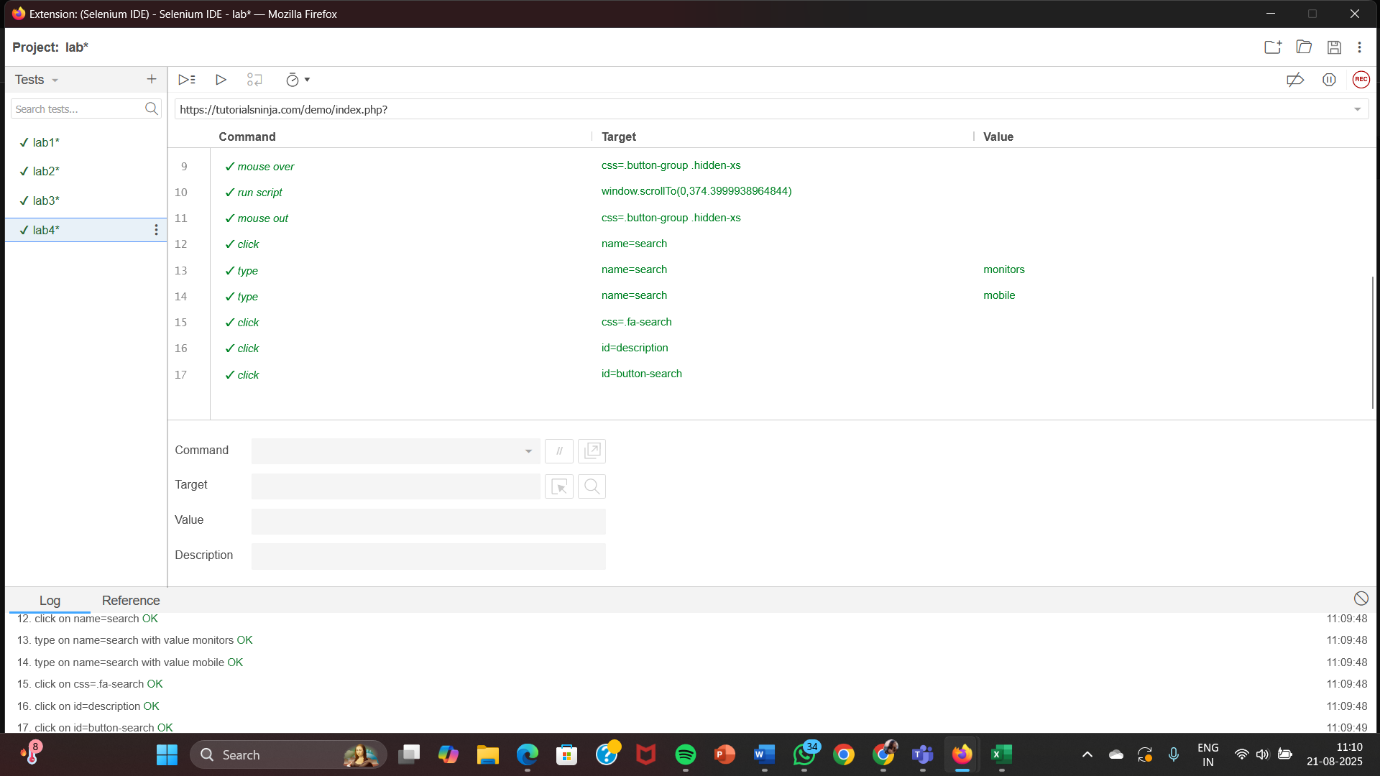 Extension: (Selenium IDE) - Selenium IDE - lab* — Mozilla Firefox
Project: lab*
Tests
Search tests...
https://tutorialsninja.com/demo/index.php?
Command Target Value
lab1*
lab2*
lab3*
lab4*
9 mouse over css=.button-group .hidden-xs
10 run script window.scrollTo(0,374.3999938964844)
11 mouse out css=.button-group .hidden-xs
12 click name=search
13 type name=search monitors
14 type name=search mobile
15 click css=.fa-search
16 click id=description
17 click id=button-search
REC
Command //
Target
Value
Description
Log Reference
12. click on name=search OK 11:09:48
13. type on name=search with value monitors OK 11:09:48
14. type on name=search with value mobile OK 11:09:48
15. click on css=.fa-search OK 11:09:48
16. click on id=description OK 11:09:48
17. click on id=button-search OK 11:09:49
8
Search
34
ENG
IN
11:10
21-08-2025